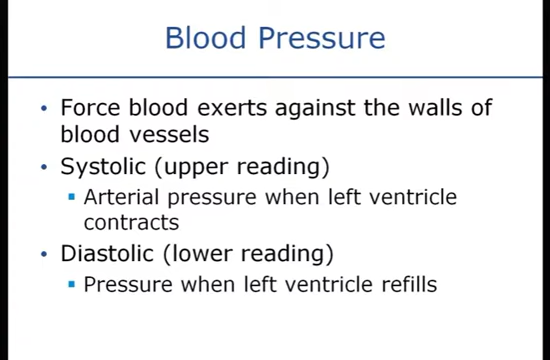 Blood Pressure
• Force blood exerts against the walls of
blood vessels
• Systolic (upper reading)
▪ Arterial pressure when left ventricle
contracts
• Diastolic (lower reading)
▪ Pressure when left ventricle refills